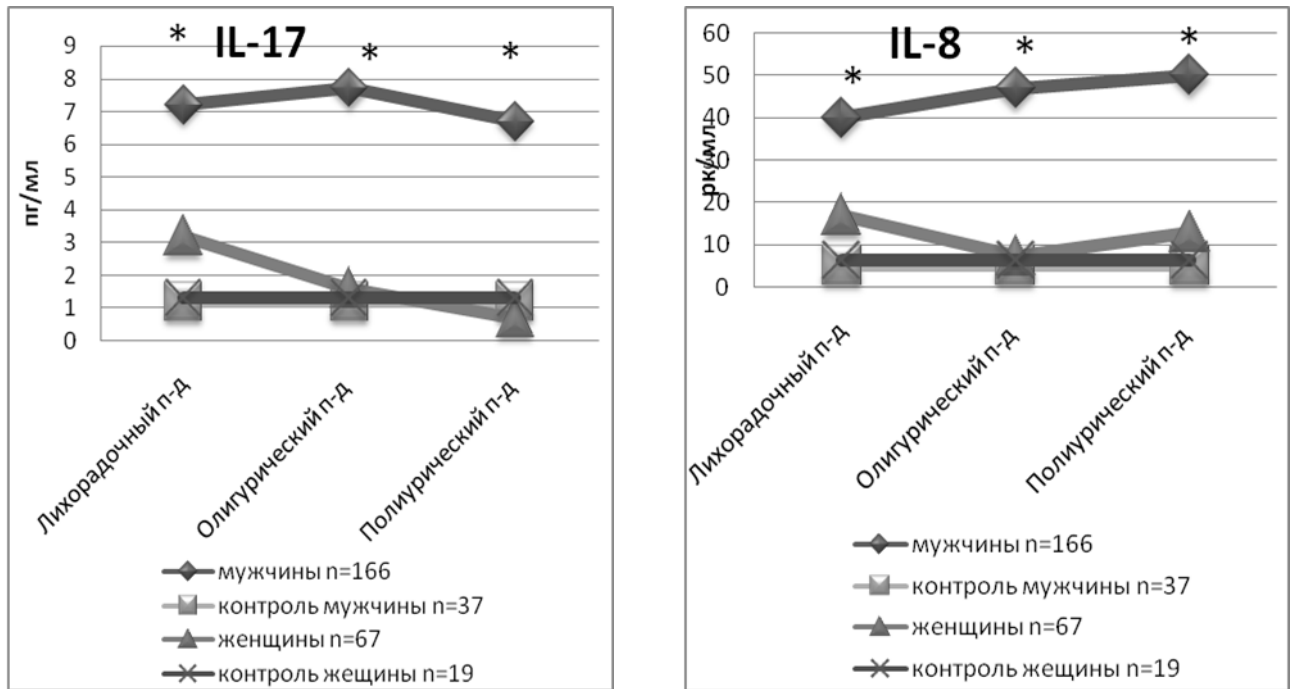 IL-17
*
*
*
9
8
7
6
5
4
3
2
1
0
пг/мл
Лихорадочный п-д
Олигурический п-д
Полиурический п-д
мужчины n=166
контроль мужчины n=37
женщины n=67
контроль жещины n=19
IL-8
*
*
*
60
50
40
30
20
10
0
рк/мл
Лихорадочный п-д
Олигурический п-д
Полиурический п-д
мужчины n=166
контроль мужчины n=37
женщины n=67
контроль жещины n=19